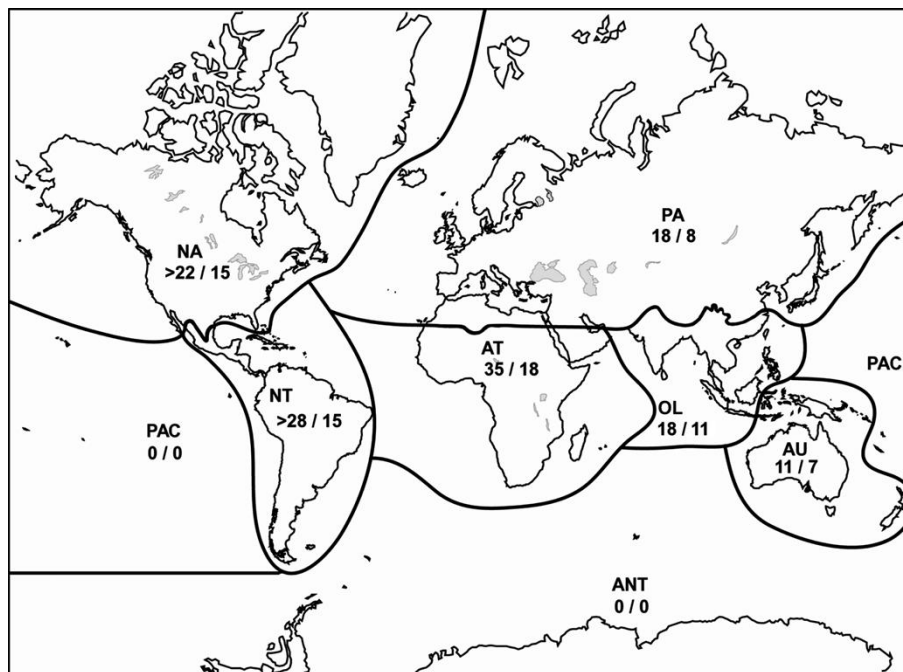 PA
18 / 8
NA
>22 / 15
AT
35 / 18
PAC
NT
>28 / 15
OL
18 / 11
PAC
0 / 0
AU
11 / 7
ANT
0 / 0